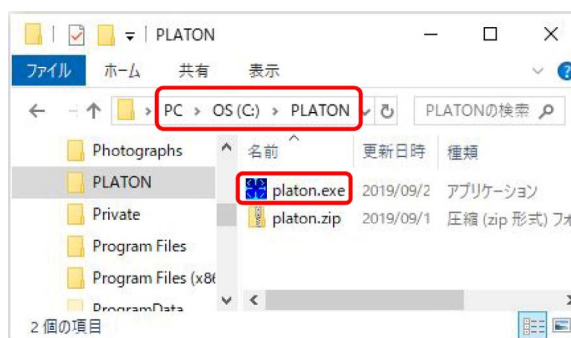 PLATON
ファイル ホーム 共有 表示
PC > OS (C:) > PLATON PLATONの検索
名前 更新日時 種類
Photographs
PLATON
platon.exe 2019/09/2 アプリケーション
platon.zip 2019/09/1 圧縮 (zip 形式) フォ
Private
Program Files
Program Files (x86
ProgramData
2 個の項目